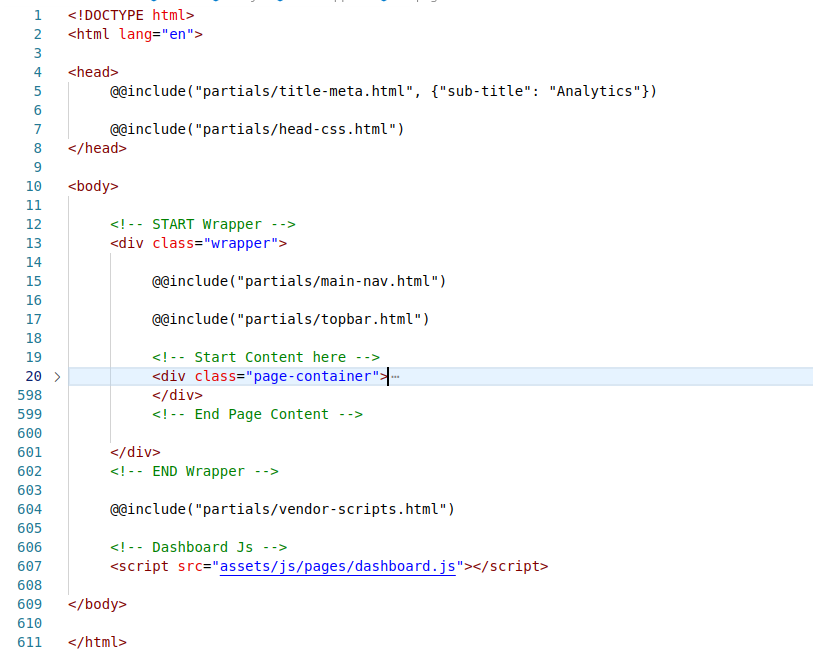 1 <!DOCTYPE html>
2 <html lang="en">
3
4 <head>
5 @@include("partials/title-meta.html", {"sub-title": "Analytics"})
6
7 @@include("partials/head-css.html")
8 </head>
9
10 <body>
11
12 <!-- START Wrapper -->
13 <div class="wrapper">
14
15 @@include("partials/main-nav.html")
16
17 @@include("partials/topbar.html")
18
19 <!-- Start Content here -->
20 <div class="page-container">⋯
598 </div>
599 <!-- End Page Content -->
600
601 </div>
602 <!-- END Wrapper -->
603
604 @@include("partials/vendor-scripts.html")
605
606 <!-- Dashboard Js -->
607 <script src="assets/js/pages/dashboard.js"></script>
608
609 </body>
610
611 </html>